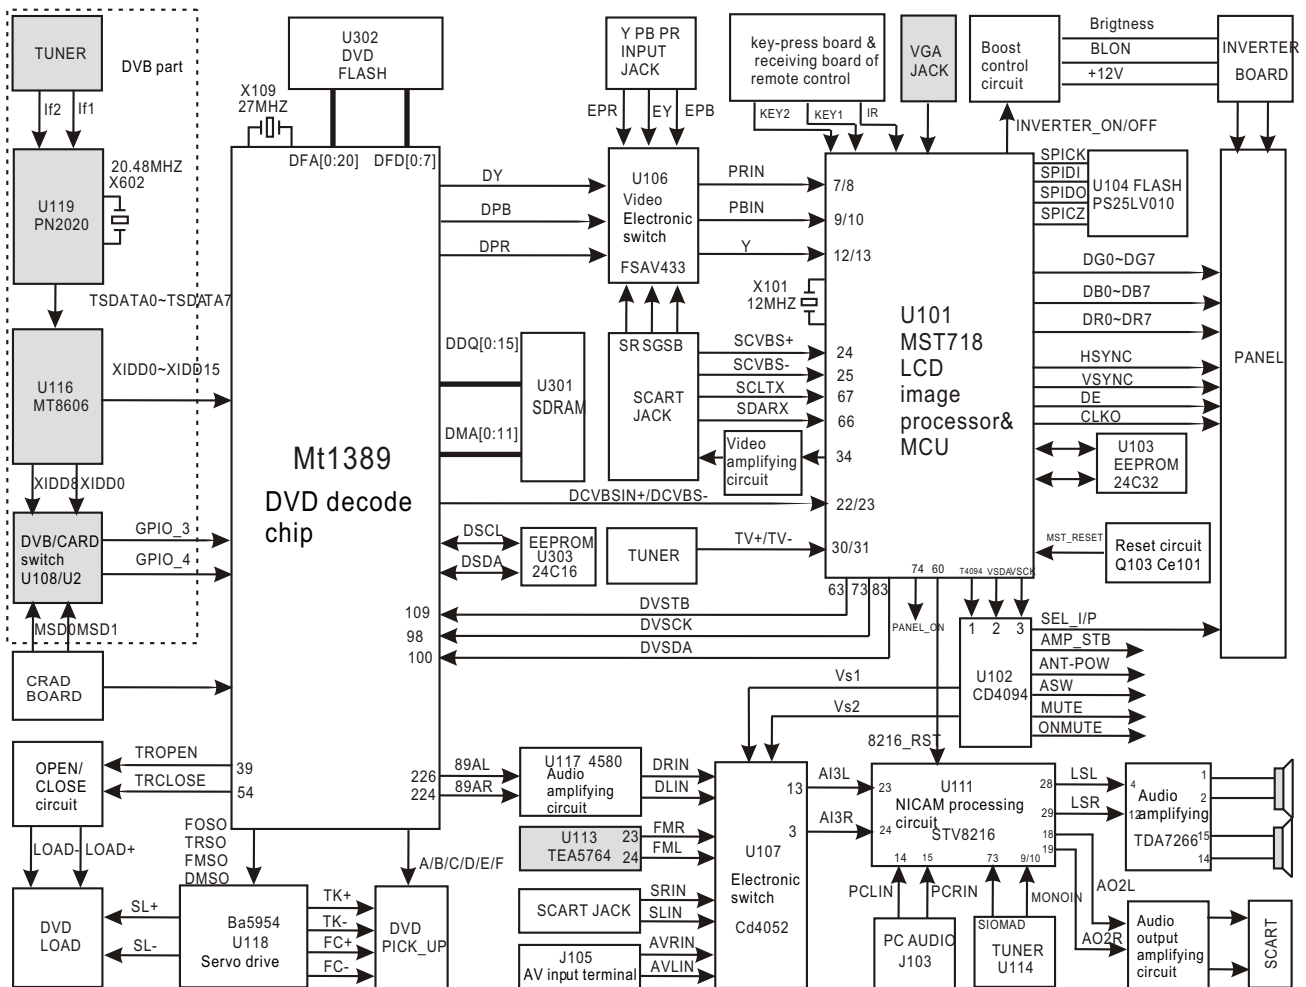 TUNER
DVB part
If2
If1
X109
27MHZ
U302
DVD
FLASH
Y PB PR
INPUT
JACK
EPR
EY
EPB
key-press board &
receiving board of
remote control
KEY2
KEY1
IR
VGA
JACK
Boost
control
circuit
Brigtness
BLON
+12V
INVERTER
BOARD
INVERTER_ON/OFF
20.48MHZ
X602
U119
PN2020
DFA[0:20]
DFD[0:7]
DY
DPB
DPR
U106
Video
Electronic
switch
FSAV433
PRIN
PBIN
Y
7/8
9/10
12/13
X101
12MHZ
SPICK
SPIDI
SPIDO
SPICZ
U104 FLASH
PS25LV010
DG0~DG7
DB0~DB7
DR0~DR7
HSYNC
VSYNC
DE
CLKO
PANEL
TSDATA0~TSDATA7
U116
MT8606
XIDD0~XIDD15
XIDD8
XIDD0
DDQ[0:15]
DMA[0:11]
U301
SDRAM
SR SGSB
SCART
JACK
SCVBS+
SCVBS-
SCLTX
SDARX
24
25
67
66
34
Video
amplifying
circuit
U101
MST718
LCD
image
processor&
MCU
U103
EEPROM
24C32
Mt1389
DVD decode
chip
DCVBSIN+/DCVBS-
22/23
DVB/CARD
switch
U108/U2
GPIO_3
GPIO_4
DSCL
DSDA
EEPROM
U303
24C16
TUNER
TV+/TV-
30/31
MST_RESET
Reset circuit
Q103 Ce101
63
73
83
74
60
T4094
VSDA
VSCK
MSD0
MSD1
CRAD
BOARD
109
98
100
DVSTB
DVSCK
DVSDA
PANEL_ON
1
2
3
U102
CD4094
SEL_I/P
AMP_STB
ANT-POW
ASW
MUTE
ONMUTE
Vs1
Vs2
8216_RST
OPEN/
CLOSE
circuit
TROPEN
TRCLOSE
39
54
226
224
89AL
89AR
U117 4580
Audio
amplifying
circuit
DRIN
DLIN
U113
TEA5764
23
24
FMR
FML
SCART JACK
SRIN
SLIN
J105
AV input terminal
AVRIN
AVLIN
13
3
U107
Electronic
switch
Cd4052
AI3L
AI3R
23
24
U111
NICAM processing
circuit
STV8216
28
29
18
19
14
15
73
9/10
LSL
LSR
4
12
Audio
amplifying
TDA7266
1
2
15
14
PCLIN
PCRIN
PC AUDIO
J103
SIOMAD
MONOIN
TUNER
U114
AO2L
AO2R
Audio
output
amplifying
circuit
SCART
LOAD-
LOAD+
DVD
LOAD
SL+
SL-
FOSO
TRSO
FMSO
DMSO
Ba5954
U118
Servo drive
TK+
TK-
FC+
FC-
A/B/C/D/E/F
DVD
PICK_UP